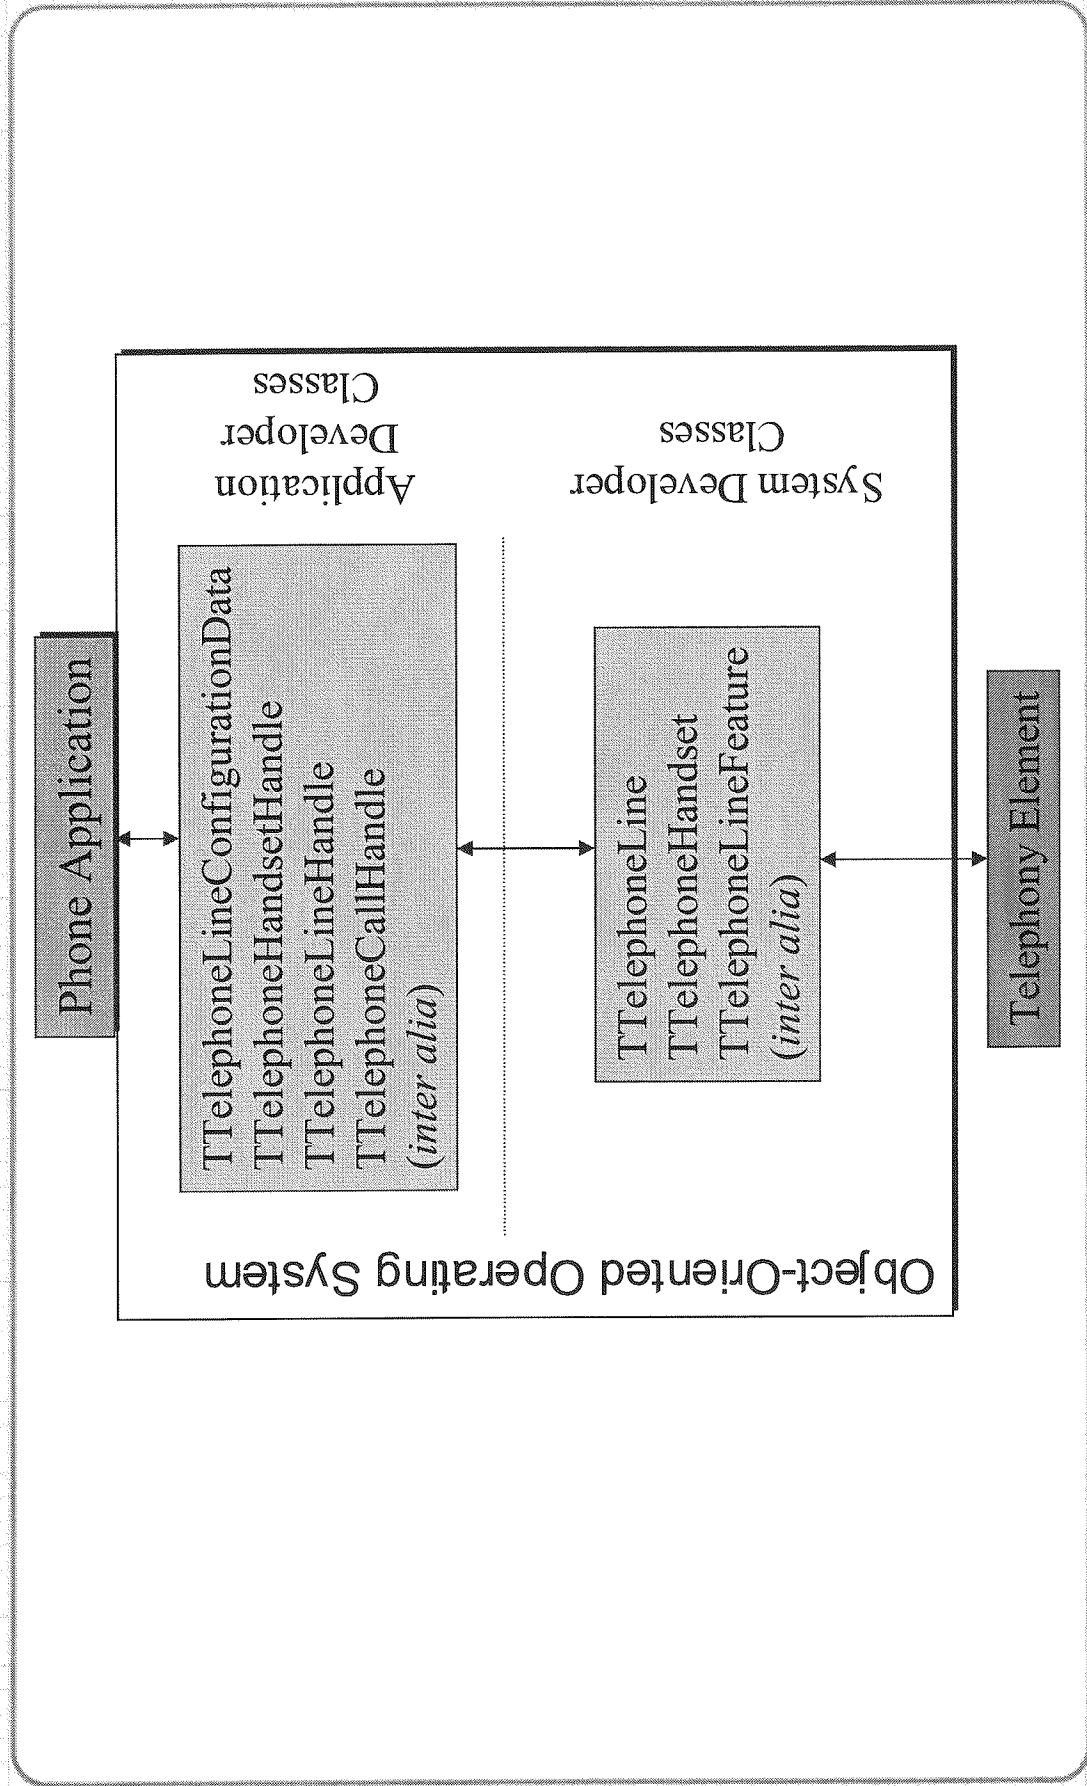 Phone Application
TTelephoneLineConfigurationData
TTelephoneHandsetHandle
TTelephoneLineHandle
TTelephoneCallHandle
(inter alia)
Application
Developer
Classes
TTelephoneLine
TTelephoneHandset
TTelephoneLineFeature
(inter alia)
System Developer
Classes
Object-Oriented Operating System
Telephony Element